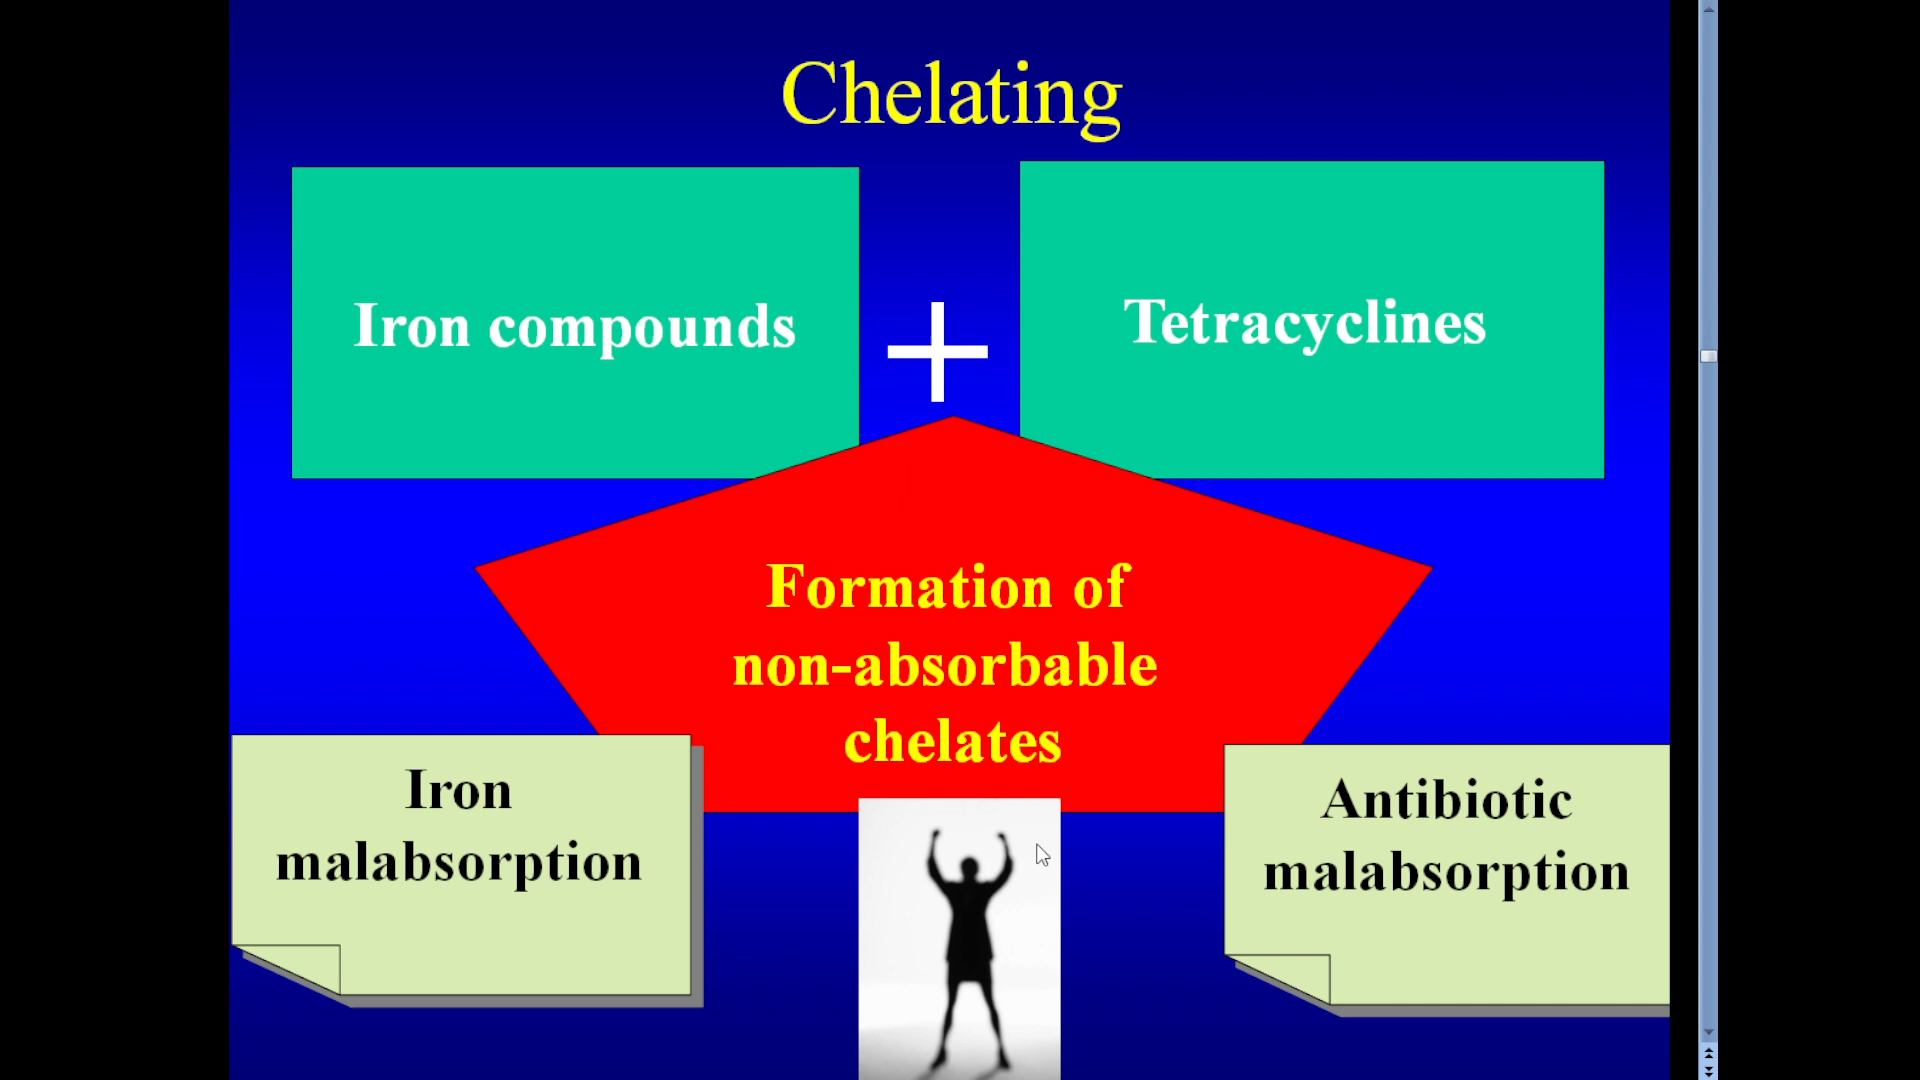 Chelating
Iron compounds
+
Tetracyclines
Formation of
non-absorbable
chelates
Iron
malabsorption
Antibiotic
malabsorption